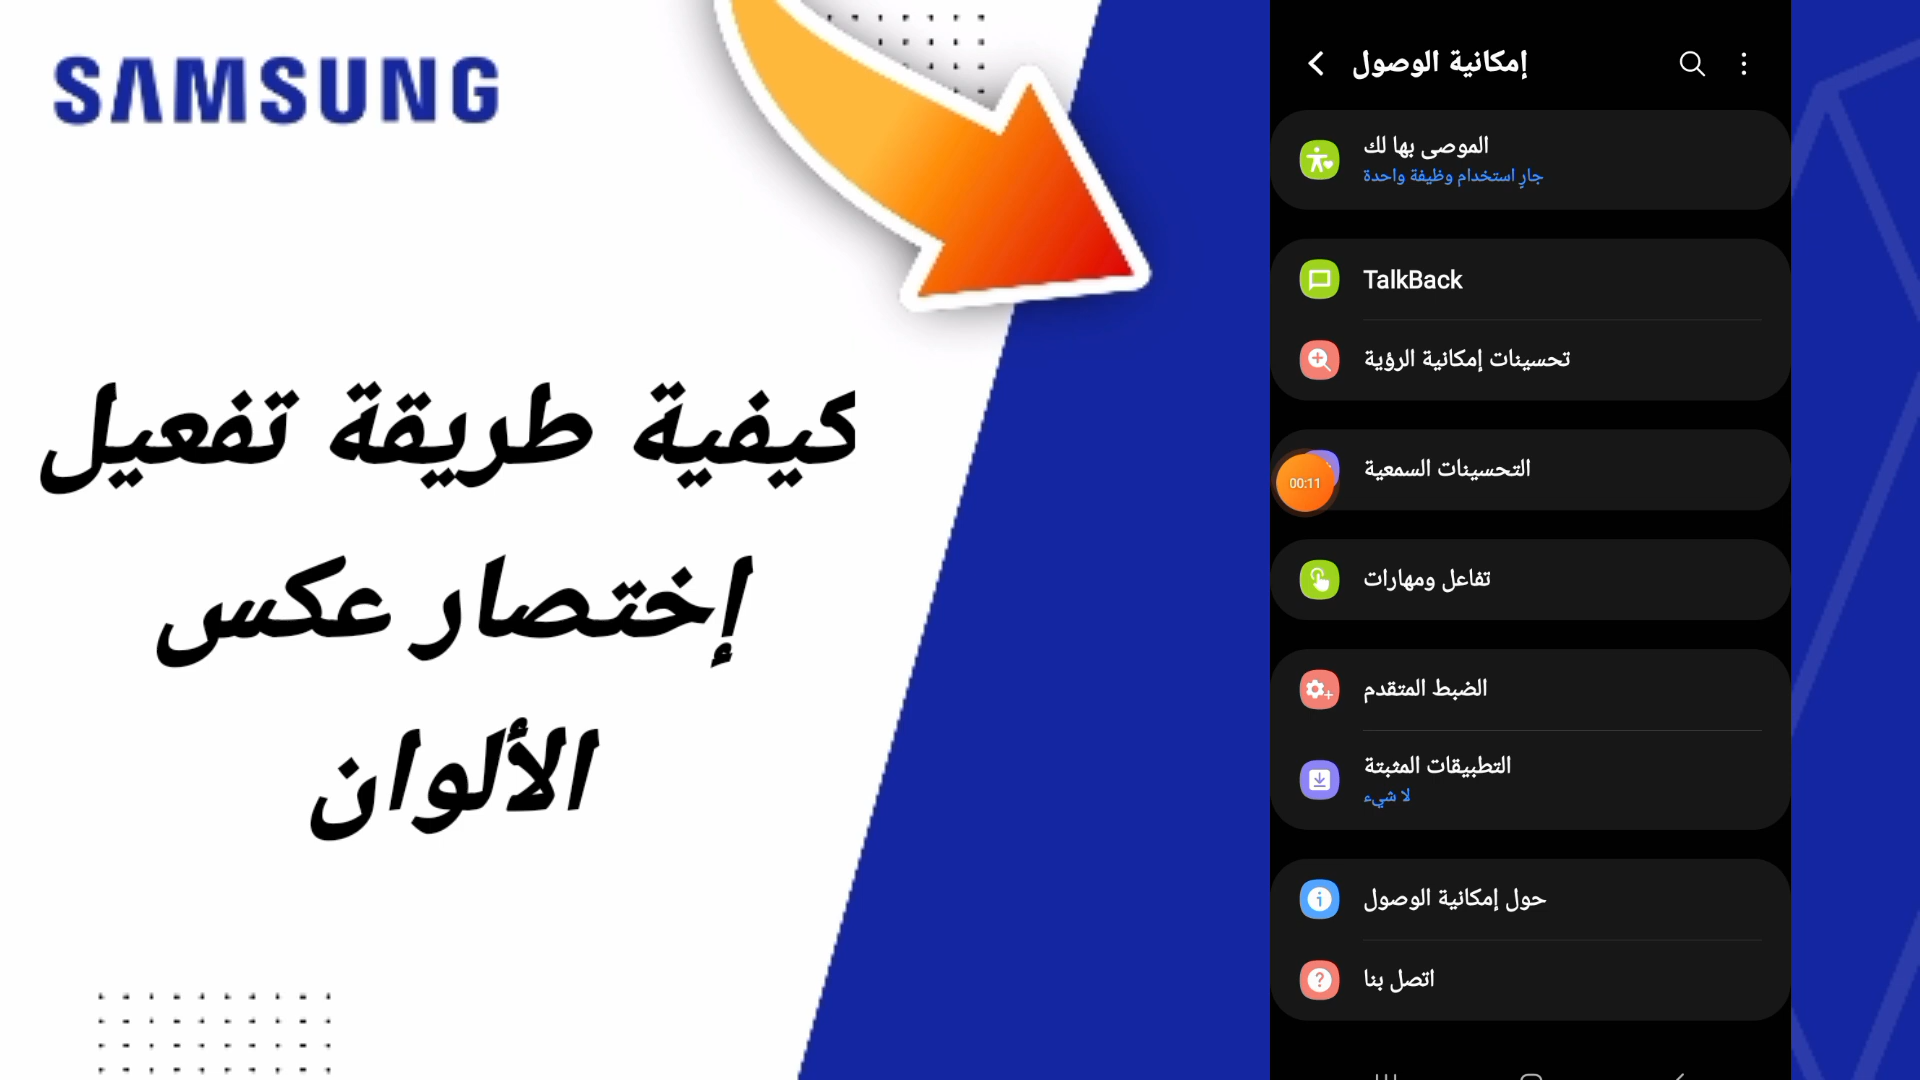 SAMSUNG
كيفية طريقة تفعيل
إختصار عكس
الألوان
إمكانية الوصول
الموصى بها لك
جارٍ استخدام وظيفة واحدة
TalkBack
تحسينات إمكانية الرؤية
التحسينات السمعية
00:11
تفاعل ومهارات
الضبط المتقدم
التطبيقات المثبتة
لا شيء
حول إمكانية الوصول
اتصل بنا